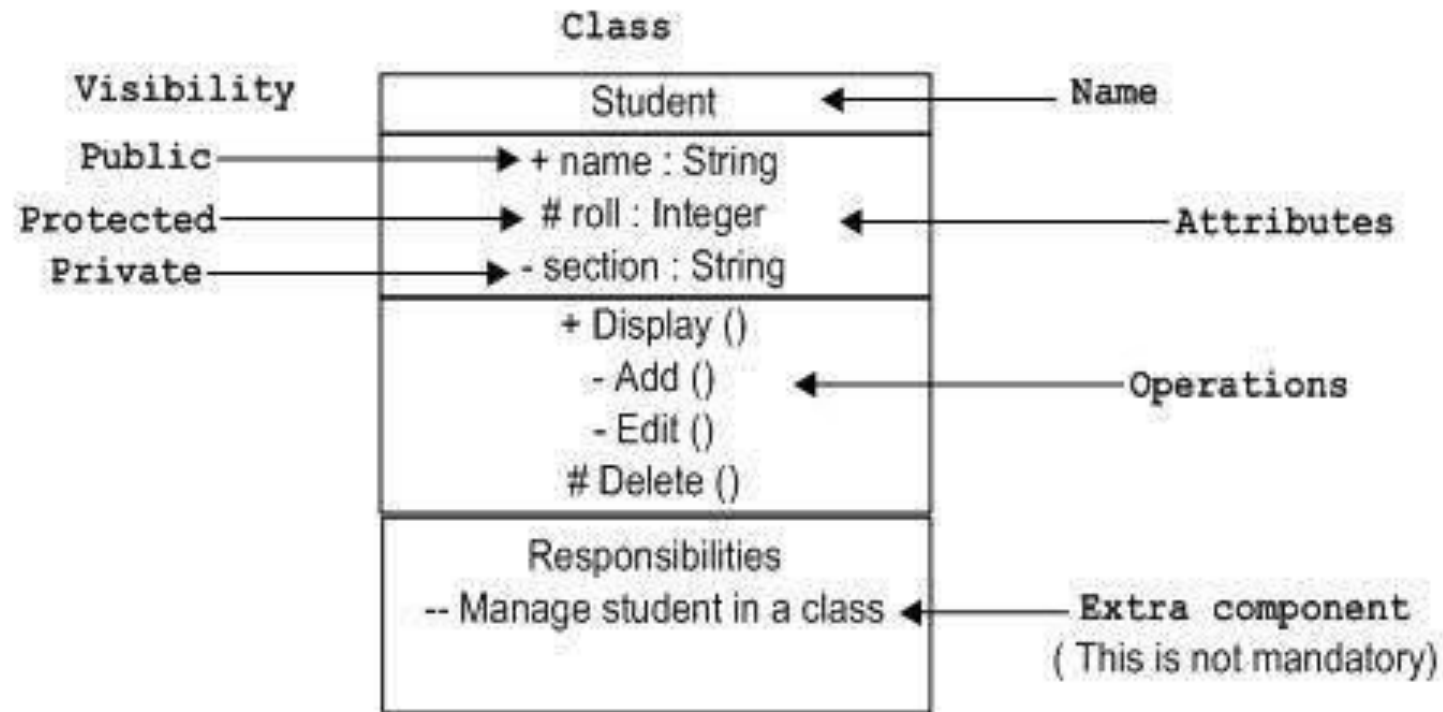 Class
Visibility
Student
Name
Public
+ name : String
Protected
# roll : Integer
Attributes
Private
- section : String
+ Display ()
- Add ()
Operations
- Edit ()
# Delete ()
Responsibilities
-- Manage student in a class
Extra component
( This is not mandatory)